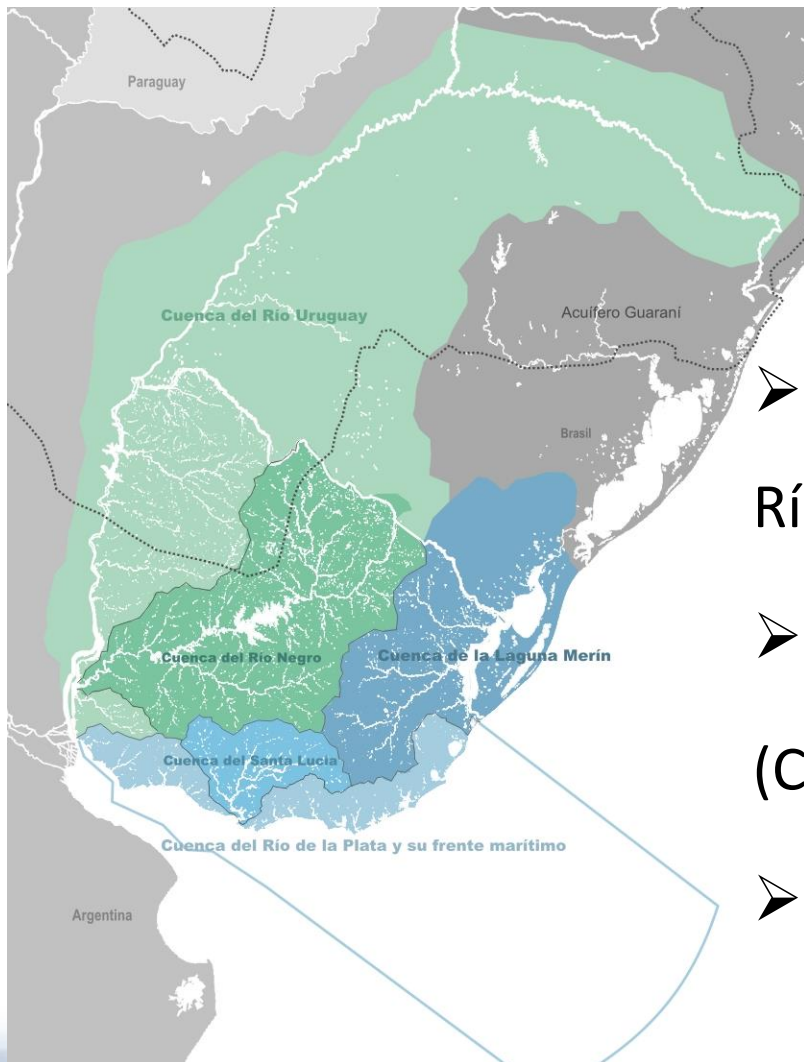 Paraguay
Cuenca del Río Uruguay
Acuífero Guaraní
➤
Brasil
Rí
➤
Cuenca del Río Negro
Cuenca de la Laguna Merín
Cuenca del Santa Lucia
(C
Cuenca del Río de la Plata y su frente marítimo
➤
Argentina